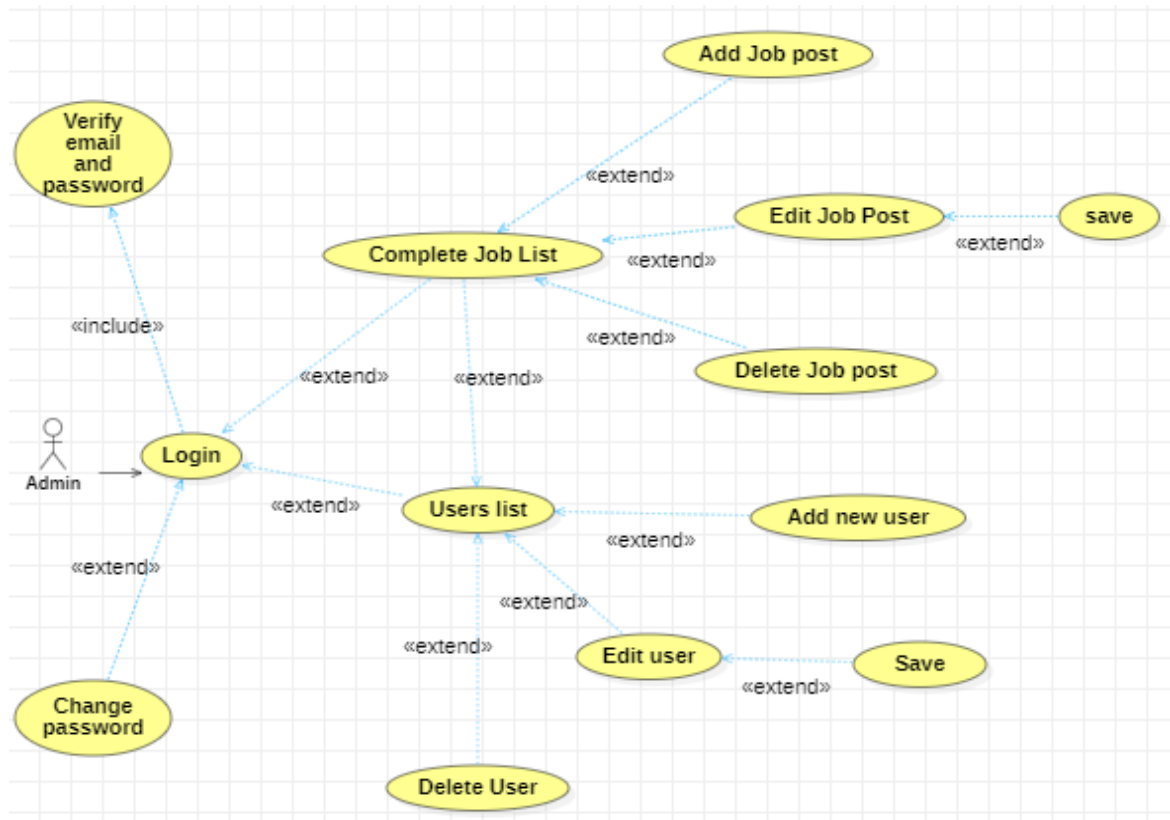 Add Job post
Verify
email
and
password
«extend»
Edit Job Post
save
«extend»
Complete Job List
«extend»
«include»
«extend»
Delete Job post
«extend»
«extend»
Login
Admin
«extend»
Users list
Add new user
«extend»
«extend»
«extend»
«extend»
Edit user
Save
«extend»
Change
password
Delete User